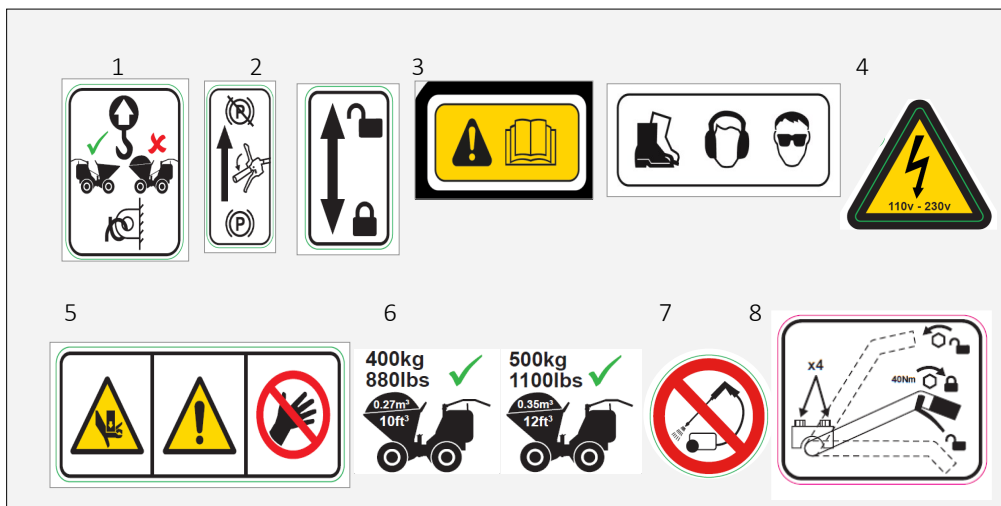 1
2
3
4
P
P
110v - 230v
5
6
7
8
400kg
880lbs
0.27m³
10ft³
500kg
1100lbs
0.35m³
12ft³
x4
40Nm